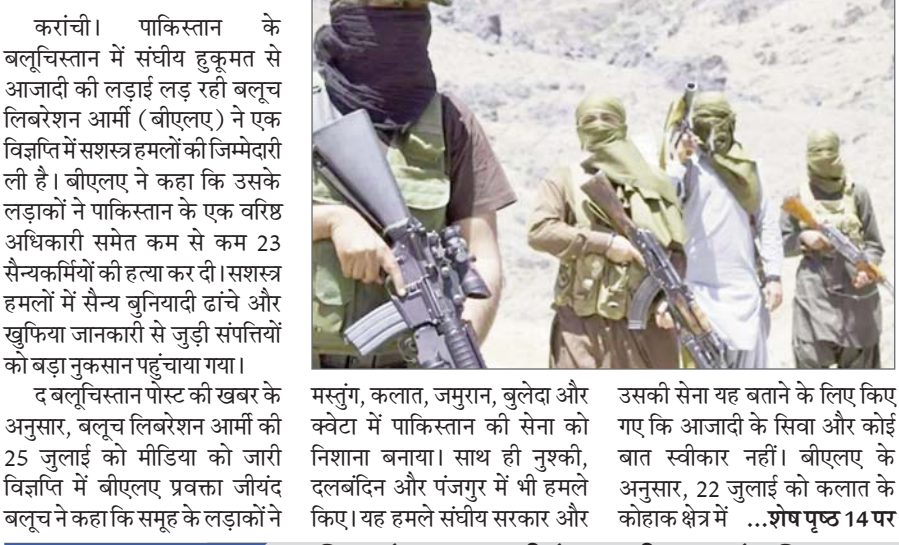 करांची। पाकिस्तान के
बलूचिस्तान में संघीय हुकूमत से
आजादी की लड़ाई लड़ रही बलूच
लिबरेशन आर्मी (बीएलए) ने एक
विज्ञप्ति में सशस्त्र हमलों की जिम्मेदारी
ली है। बीएलए ने कहा कि उसके
लड़ाकों ने पाकिस्तान के एक वरिष्ठ
अधिकारी समेत कम से कम 23
सैन्यकर्मियों की हत्या कर दी। सशस्त्र
हमलों में सैन्य बुनियादी ढांचे और
खुफिया जानकारी से जुड़ी संपत्तियों
को बड़ा नुकसान पहुंचाया गया।
द बलूचिस्तान पोस्ट की खबर के
अनुसार, बलूच लिबरेशन आर्मी की
25 जुलाई को मीडिया को जारी
विज्ञप्ति में बीएलए प्रवक्ता जीयंद
बलूच ने कहा कि समूह के लड़ाकों ने
मस्तुंग, कलात, जमुरान, बुलेदा और
क्वेटा में पाकिस्तान की सेना को
निशाना बनाया। साथ ही नुश्की,
दलबंदिन और पंजगुर में भी हमले
किए। यह हमले संघीय सरकार और
उसकी सेना यह बताने के लिए किए
गए कि आजादी के सिवा और कोई
बात स्वीकार नहीं। बीएलए के
अनुसार, 22 जुलाई को कलात के
कोहाक क्षेत्र में ...शेष पृष्ठ 14 पर